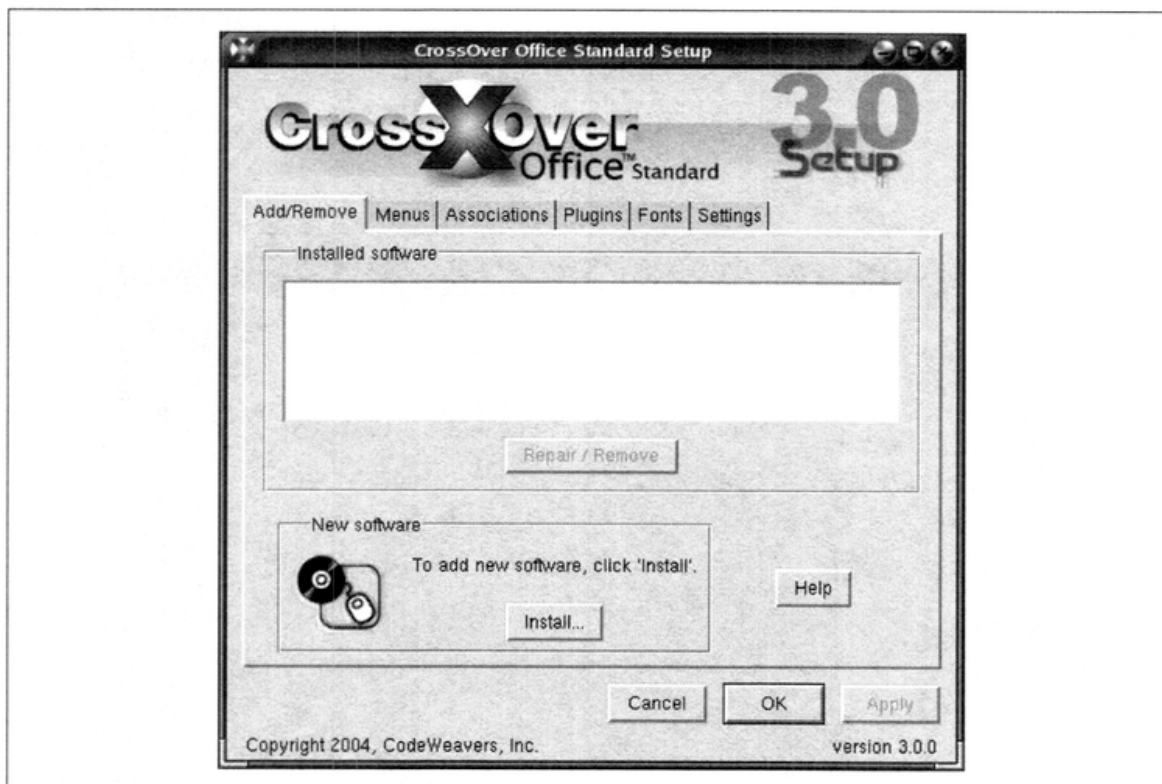 CrossOver Office Standard Setup
CrossOver
Office™ Standard
3.0
Setup
Add/Remove Menus Associations Plugins Fonts Settings
Installed software
Repair / Remove
New software
To add new software, click 'Install'.
Install...
Help
Cancel OK Apply
Copyright 2004, CodeWeavers, Inc. version 3.0.0